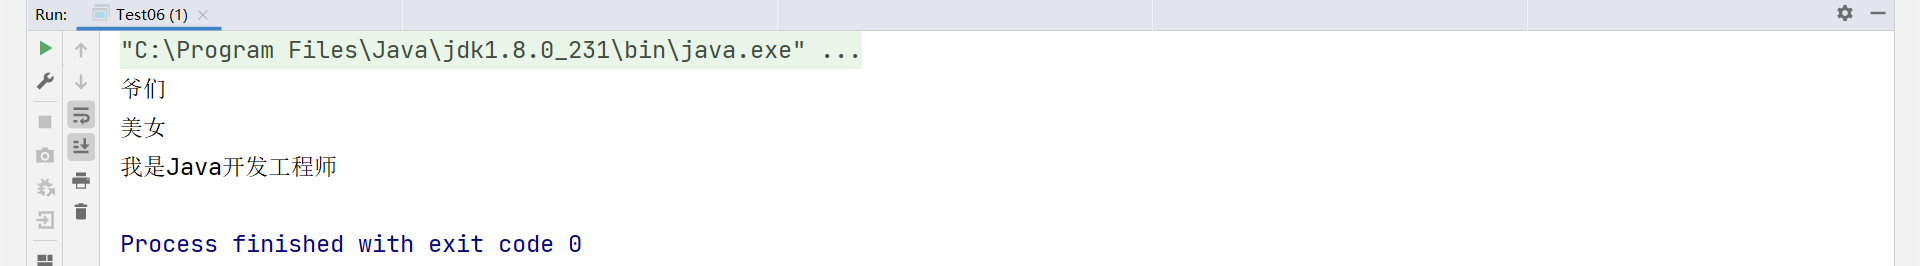 Run: Test06 (1)
"C:\Program Files\Java\jdk1.8.0_231\bin\java.exe" ...
爷们
美女
我是Java开发工程师
Process finished with exit code 0